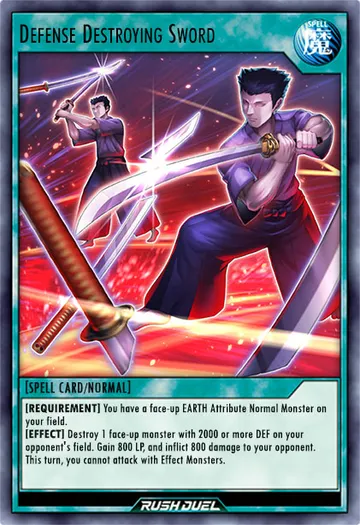 DEFENSE DESTROYING SWORD
SPELL
魔
[SPELL CARD/NORMAL]
[REQUIREMENT] You have a face-up EARTH Attribute Normal Monster on
your field.
[EFFECT] Destroy 1 face-up monster with 2000 or more DEF on your
opponent's field. Gain 800 LP, and inflict 800 damage to your opponent.
This turn, you cannot attack with Effect Monsters.
RUSH DUEL